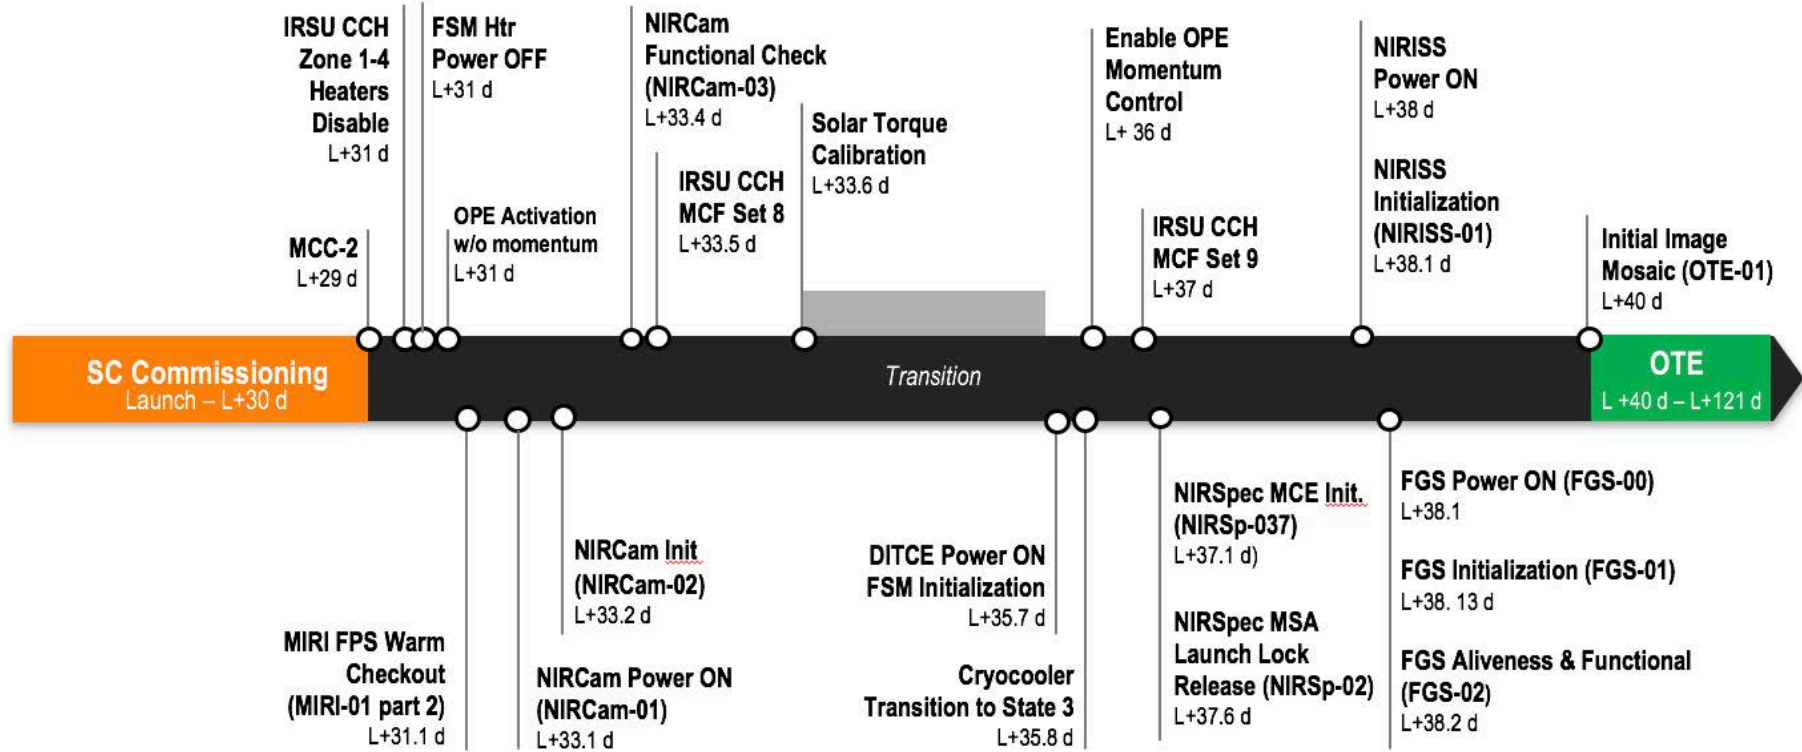 IRSU CCH
Zone 1-4
Heaters
Disable
L+31 d
FSM Htr
Power OFF
L+31 d
NIRCam
Functional Check
(NIRCam-03)
L+33.4 d
Solar Torque
Calibration
L+33.6 d
Enable OPE
Momentum
Control
L+ 36 d
NIRISS
Power ON
L+38 d
MCC-2
L+29 d
OPE Activation
w/o momentum
L+31 d
IRSU CCH
MCF Set 8
L+33.5 d
IRSU CCH
MCF Set 9
L+37 d
NIRISS
Initialization
(NIRISS-01)
L+38.1 d
Initial Image
Mosaic (OTE-01)
L+40 d
SC Commissioning
Launch – L+30 d
Transition
OTE
L +40 d – L+121 d
MIRI FPS Warm
Checkout
(MIRI-01 part 2)
L+31.1 d
NIRCam Power ON
(NIRCam-01)
L+33.1 d
NIRCam Init
(NIRCam-02)
L+33.2 d
DITCE Power ON
FSM Initialization
L+35.7 d
Cryocooler
Transition to State 3
L+35.8 d
NIRSpec MCE Init.
(NIRSp-037)
L+37.1 d)
NIRSpec MSA
Launch Lock
Release (NIRSp-02)
L+37.6 d
FGS Power ON (FGS-00)
L+38.1
FGS Initialization (FGS-01)
L+38. 13 d
FGS Aliveness & Functional
(FGS-02)
L+38.2 d